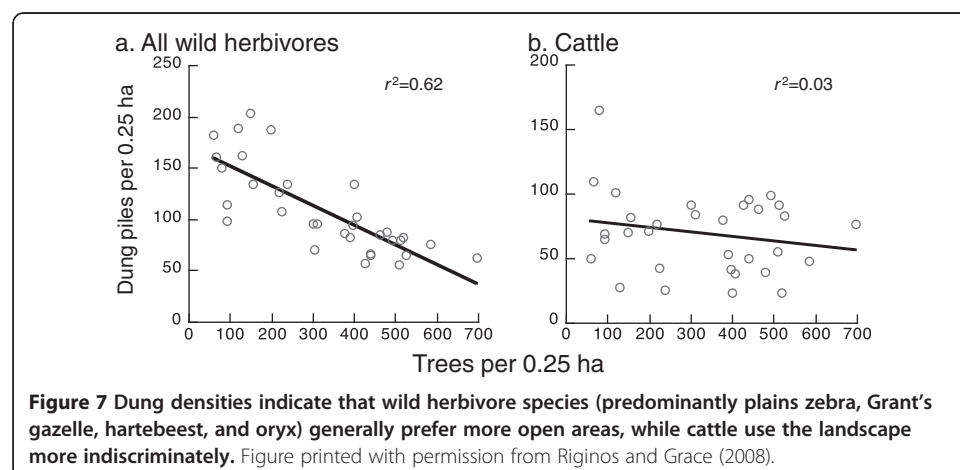 a. All wild herbivores
b. Cattle
250
200
150
100
50
0
r²=0.62
0 100 200 300 400 500 600 700
Dung piles per 0.25 ha
200
150
100
50
0
r²=0.03
0 100 200 300 400 500 600 700
Trees per 0.25 ha
Figure 7 Dung densities indicate that wild herbivore species (predominantly plains zebra, Grant's
gazelle, hartebeest, and oryx) generally prefer more open areas, while cattle use the landscape
more indiscriminately. Figure printed with permission from Riginos and Grace (2008).